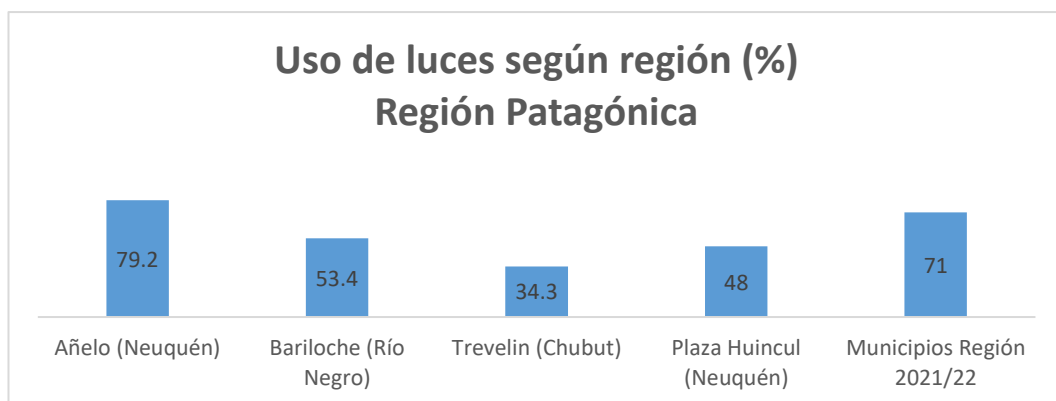 Uso de luces según región (%)
Región Patagónica
79.2
53.4
34.3
48
71
Añelo (Neuquén)
Bariloche (Río
Negro)
Trevelin (Chubut)
Plaza Huincul
(Neuquén)
Municipios Región
2021/22